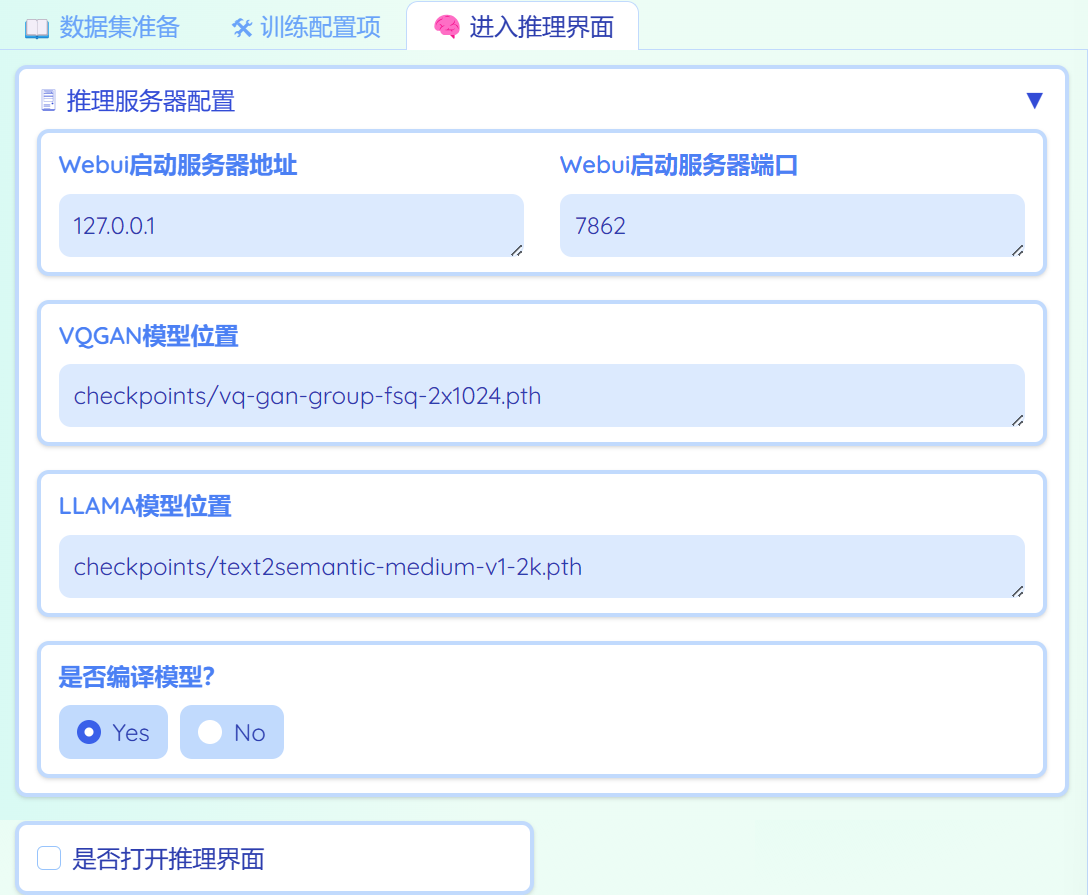 数据集准备
训练配置项
进入推理界面
推理服务器配置
Webui启动服务器地址
Webui启动服务器端口
127.0.0.1
7862
VQGAN模型位置
checkpoints/vq-gan-group-fsq-2x1024.pth
LLAMA模型位置
checkpoints/text2semantic-medium-v1-2k.pth
是否编译模型?
Yes
No
是否打开推理界面